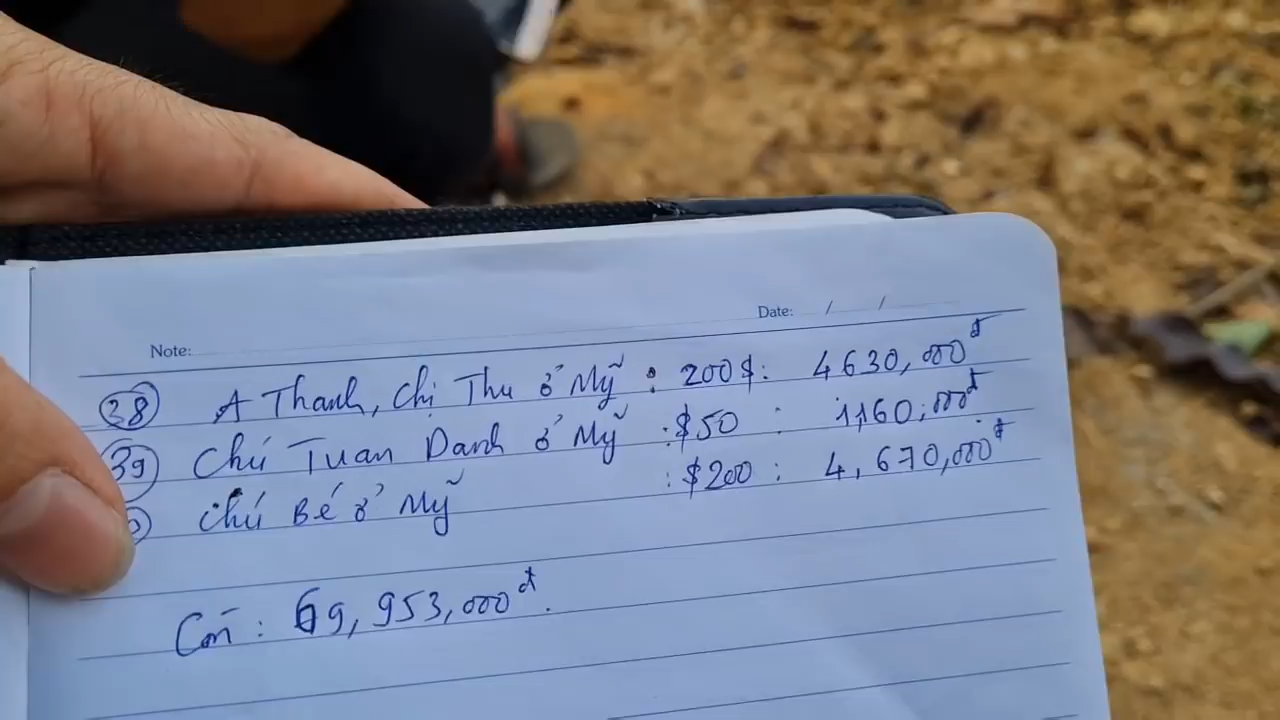 Date: / /
Note:
38 A Thanh, Chị Thu ở Mỹ : 200$ : 4630,000đ
39 Chú Tuan Danh ở Mỹ : $50 : 1,160,000đ
Chú Bé ở Mỹ : $200 : 4,670,000đ
Còn : 69,953,000đ.